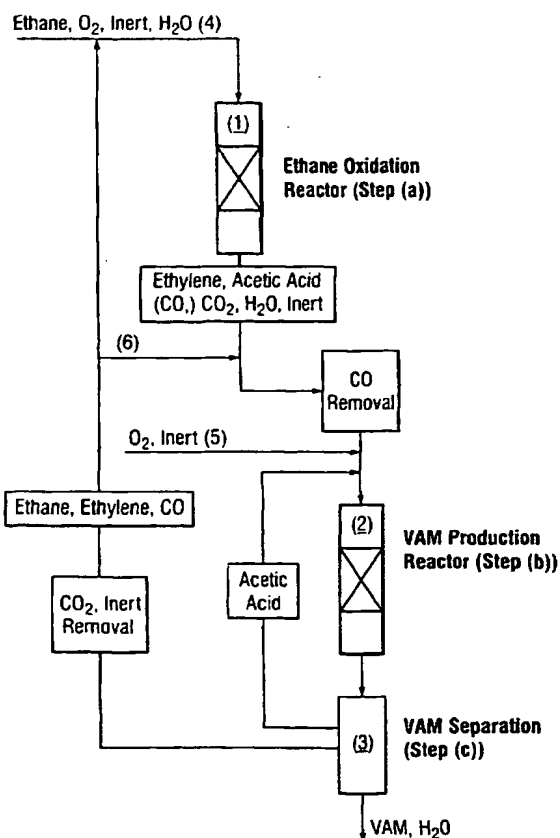 Ethane, O2, Inert, H2O (4)
(1)
Ethane Oxidation
Reactor (Step (a))
Ethylene, Acetic Acid
(CO,) CO2, H2O, Inert
(6)
CO
Removal
O2, Inert (5)
Ethane, Ethylene, CO
(2)
VAM Production
Reactor (Step (b))
Acetic
Acid
CO2, Inert
Removal
VAM Separation
(Step (c))
(3)
VAM, H2O